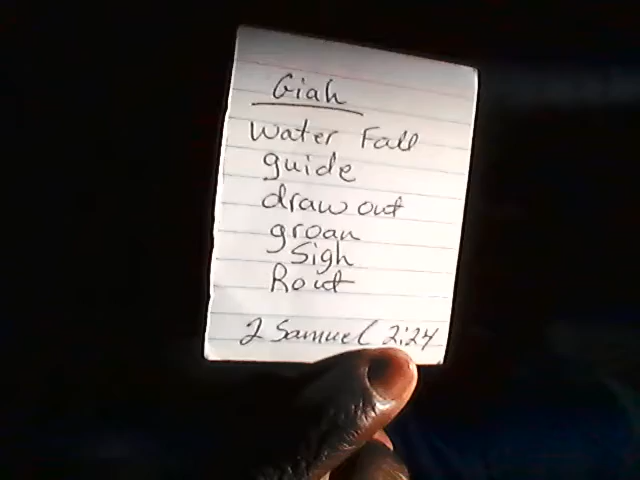 Giah
Water Fall
guide
draw out
groan
Sigh
Rout
2 Samuel 2:24